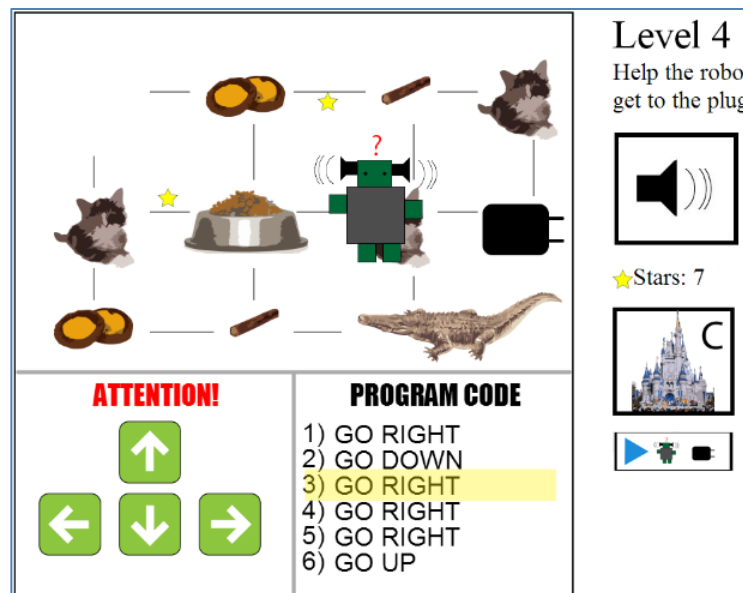 Level 4
Help the robo
get to the plug
?
Stars: 7
C
ATTENTION!
PROGRAM CODE
1) GO RIGHT
2) GO DOWN
3) GO RIGHT
4) GO RIGHT
5) GO RIGHT
6) GO UP